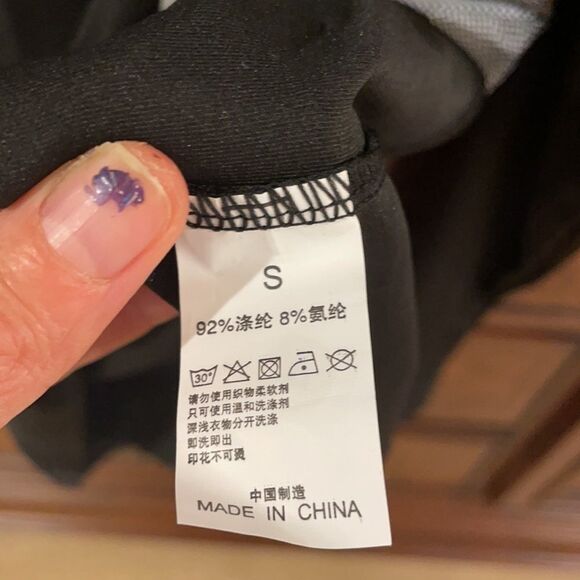 S
92%涤纶 8%氨纶
30°
请勿使用织物柔软剂
只可使用温和洗涤剂
深浅衣物分开洗涤
即洗即出
印花不可烫
中国制造
MADE IN CHINA